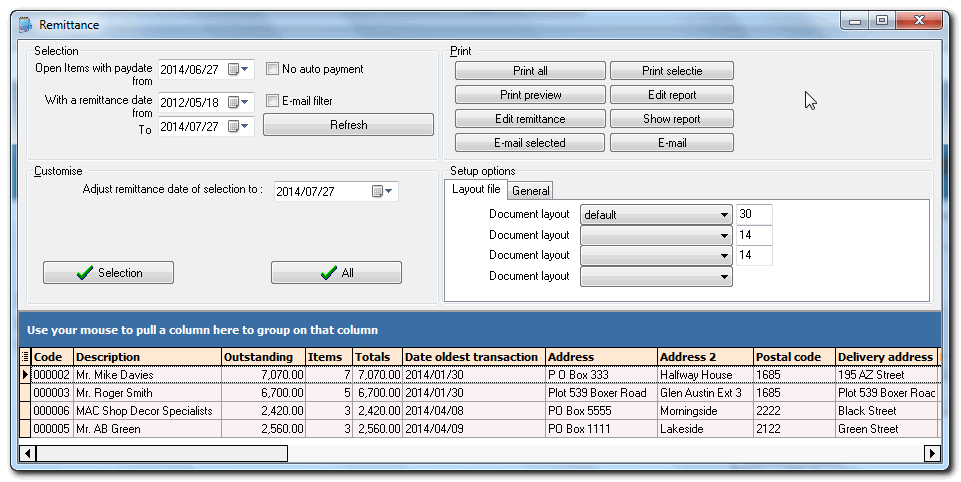 Remittance
Selection
Open Items with paydate from
2014/06/27
No auto payment
With a remittance date from
2012/05/18
E-mail filter
To
2014/07/27
Refresh
Print
Print all
Print selectie
Print preview
Edit report
Edit remittance
Show report
E-mail selected
E-mail
Customise
Adjust remittance date of selection to :
2014/07/27
Selection
All
Setup options
Layout file
General
Document layout
default
30
Document layout
14
Document layout
14
Document layout
Use your mouse to pull a column here to group on that column
Code Description Outstanding Items Totals Date oldest transaction Address Address 2 Postal code Delivery address
000002 Mr. Mike Davies 7,070.00 7 7,070.00 2014/01/30 P O Box 333 Halfway House 1685 195 AZ Street
000003 Mr. Roger Smith 6,700.00 5 6,700.00 2014/01/30 Plot 539 Boxer Road Glen Austin Ext 3 1685 Plot 539 Boxer Roac
000006 MAC Shop Decor Specialists 2,420.00 3 2,420.00 2014/04/08 PO Box 5555 Morningside 2222 Black Street
000005 Mr. AB Green 2,560.00 3 2,560.00 2014/04/09 PO Box 1111 Lakeside 2122 Green Street